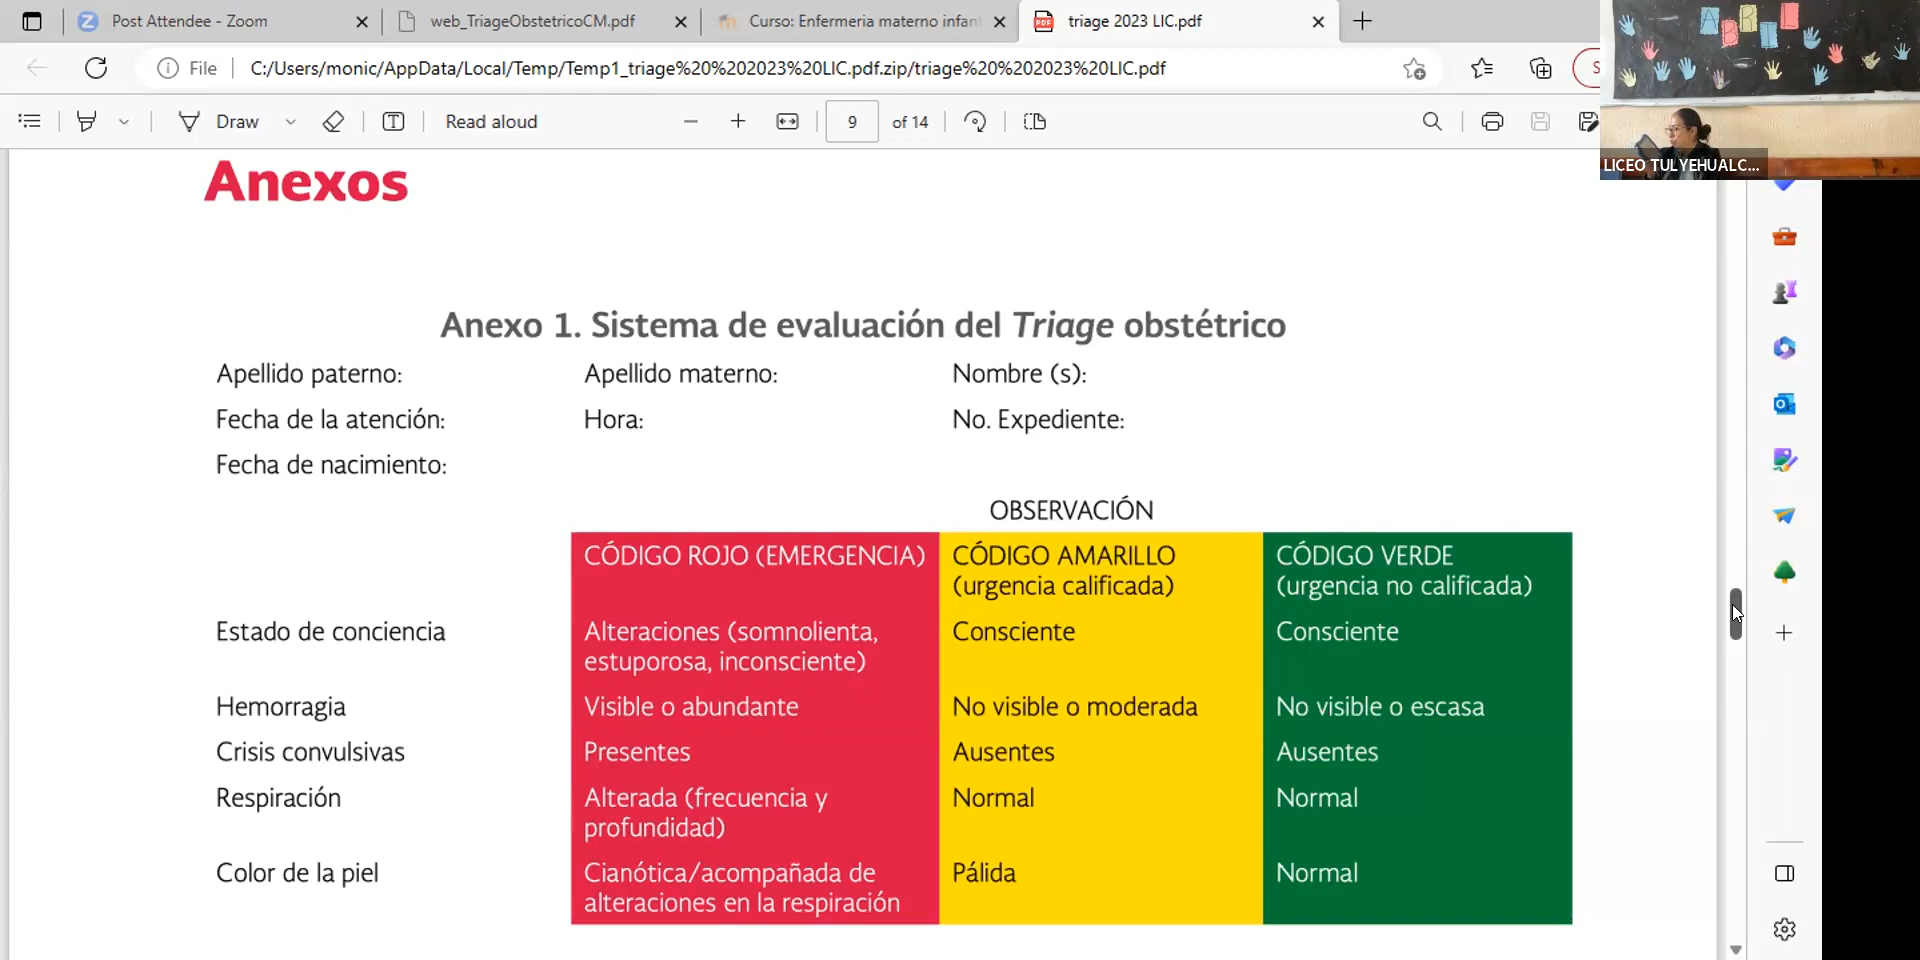 Post Attendee - Zoom
web_TriageObstetricoCM.pdf
Curso: Enfermeria materno infan
triage 2023 LIC.pdf
File
C:/Users/monic/AppData/Local/Temp/Temp1_triage%20%202023%20LIC.pdf.zip/triage%20%202023%20LIC.pdf
S
Draw
Read aloud
9 of 14
ABRIL
LICEO TULYEHUALC...
Anexos
Anexo 1. Sistema de evaluación del Triage obstétrico
Apellido paterno: Apellido materno: Nombre (s):
Fecha de la atención: Hora: No. Expediente:
Fecha de nacimiento:
OBSERVACIÓN
CÓDIGO ROJO (EMERGENCIA)
CÓDIGO AMARILLO
(urgencia calificada)
CÓDIGO VERDE
(urgencia no calificada)
Estado de conciencia
Alteraciones (somnolienta,
estuporosa, inconsciente)
Consciente
Consciente
Hemorragia
Visible o abundante
No visible o moderada
No visible o escasa
Crisis convulsivas
Presentes
Ausentes
Ausentes
Respiración
Alterada (frecuencia y
profundidad)
Normal
Normal
Color de la piel
Cianótica/acompañada de
alteraciones en la respiración
Pálida
Normal